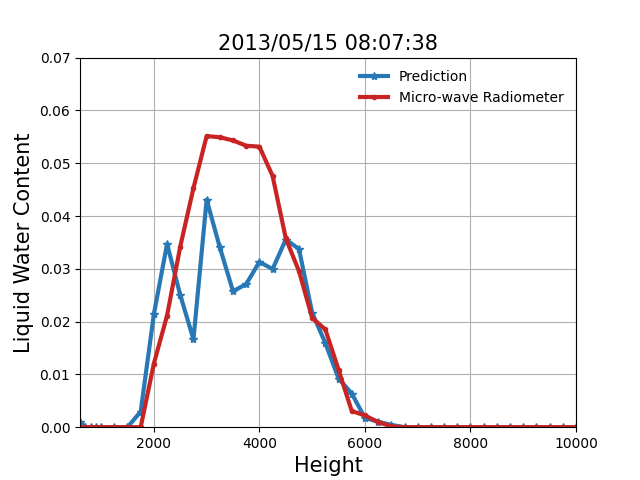 2013/05/15 08:07:38
Prediction
Micro-wave Radiometer
Liquid Water Content
0.07
0.06
0.05
0.04
0.03
0.02
0.01
0.00
2000 4000 6000 8000 10000
Height